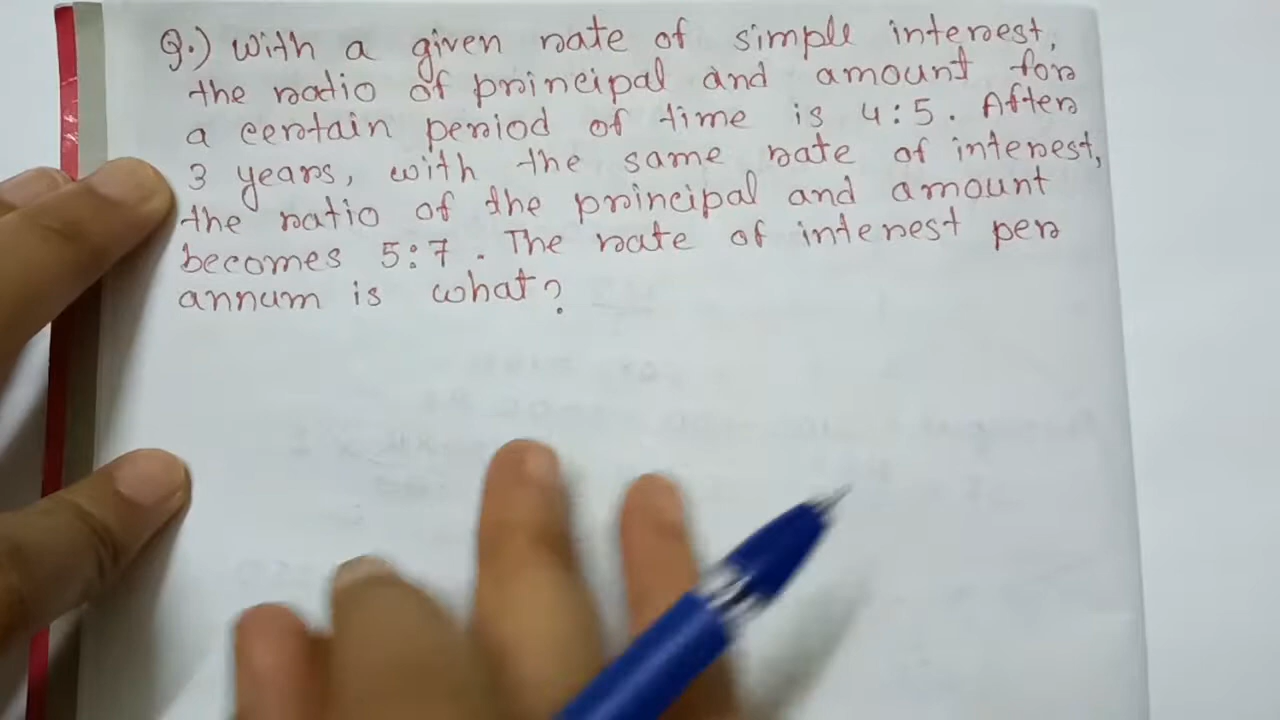 Q.) With a given rate of simple interest,
the ratio of principal and amount for
a certain period of time is 4:5. After
3 years, with the same rate of interest,
the ratio of the principal and amount
becomes 5:7. The rate of interest per
annum is what?